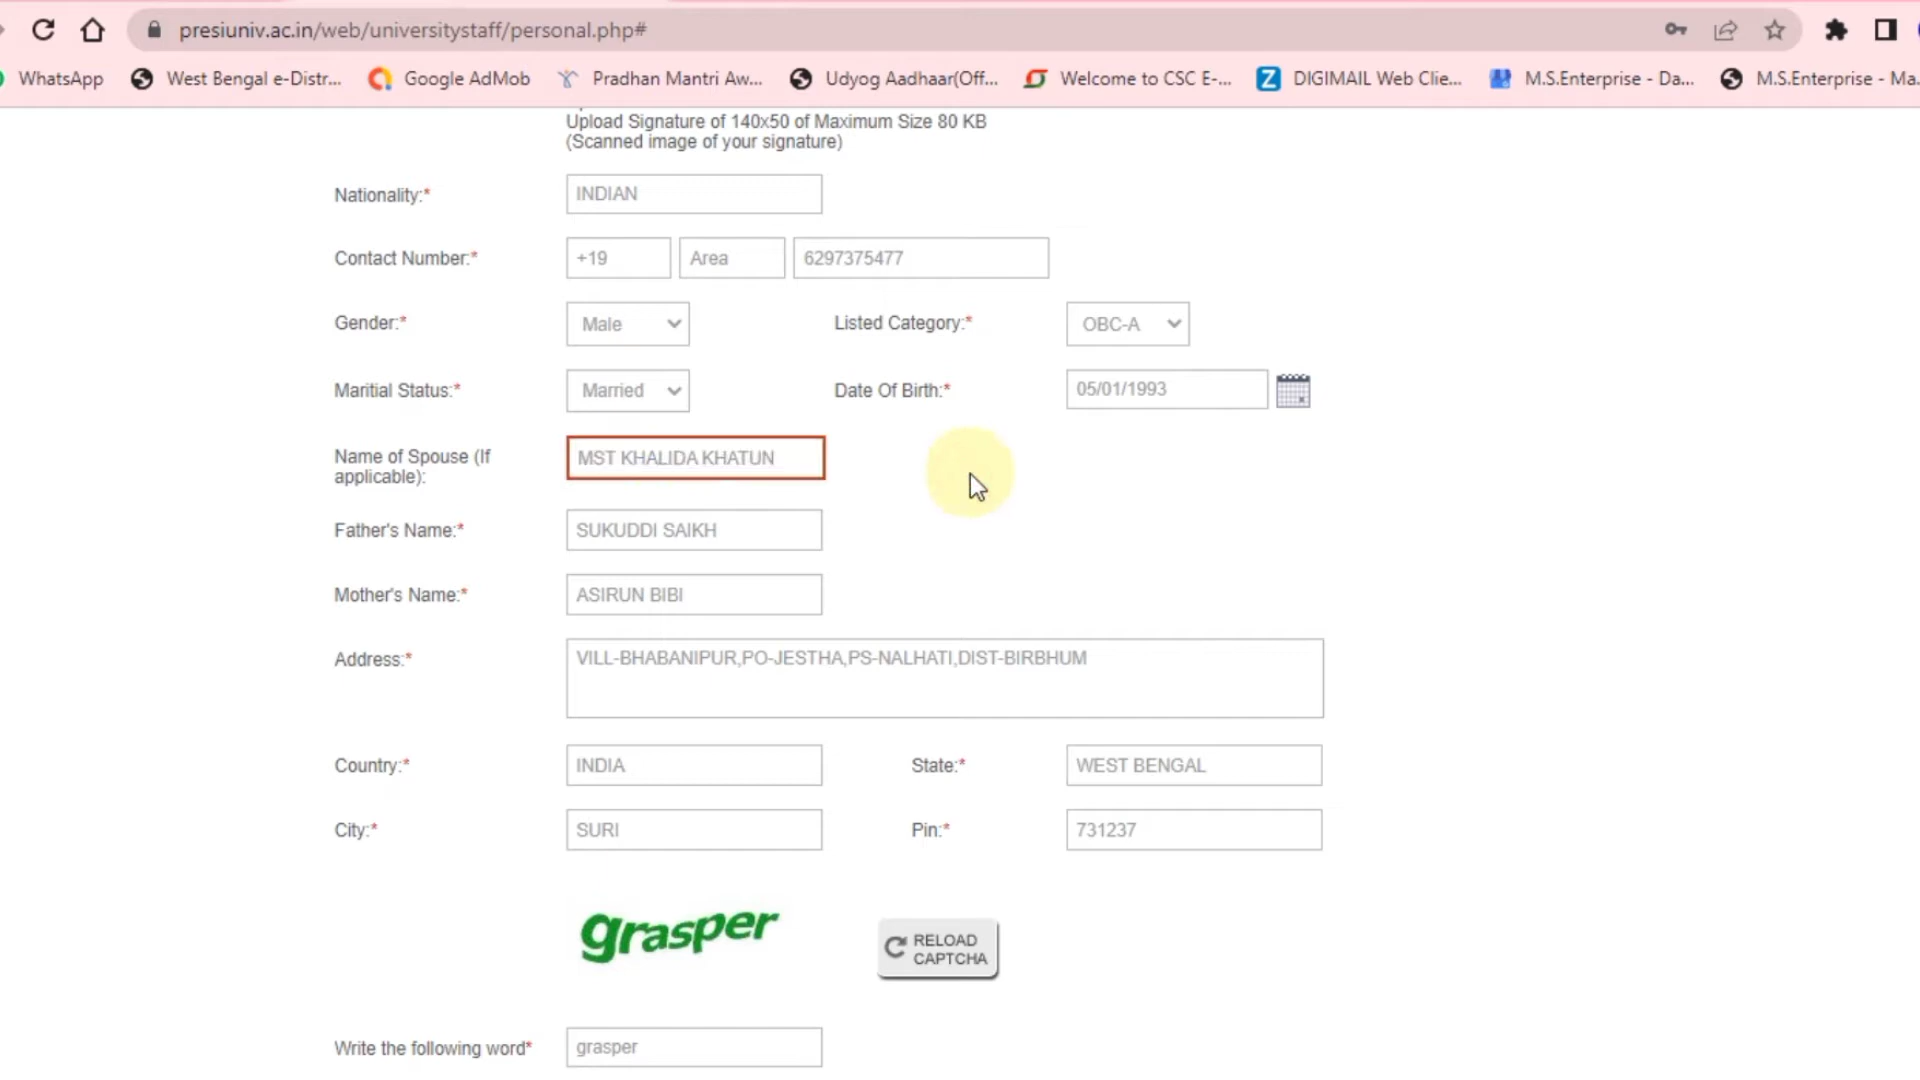 presiuniv.ac.in/web/universitystaff/personal.php#
WhatsApp West Bengal e-Distr... Google AdMob Pradhan Mantri Aw... Udyog Aadhaar(Off... Welcome to CSC E-... DIGIMAIL Web Clie... M.S.Enterprise - Da... M.S.Enterprise - Ma...
Upload Signature of 140x50 of Maximum Size 80 KB
(Scanned image of your signature)
Nationality:* INDIAN
Contact Number:* +19 Area 6297375477
Gender:* Male Listed Category:* OBC-A
Maritial Status:* Married Date Of Birth:* 05/01/1993
Name of Spouse (If
applicable): MST KHALIDA KHATUN
Father's Name:* SUKUDDI SAIKH
Mother's Name:* ASIRUN BIBI
Address:* VILL-BHABANIPUR,PO-JESTHA,PS-NALHATI,DIST-BIRBHUM
Country:* INDIA State:* WEST BENGAL
City:* SURI Pin:* 731237
grasper RELOAD
CAPTCHA
Write the following word* grasper